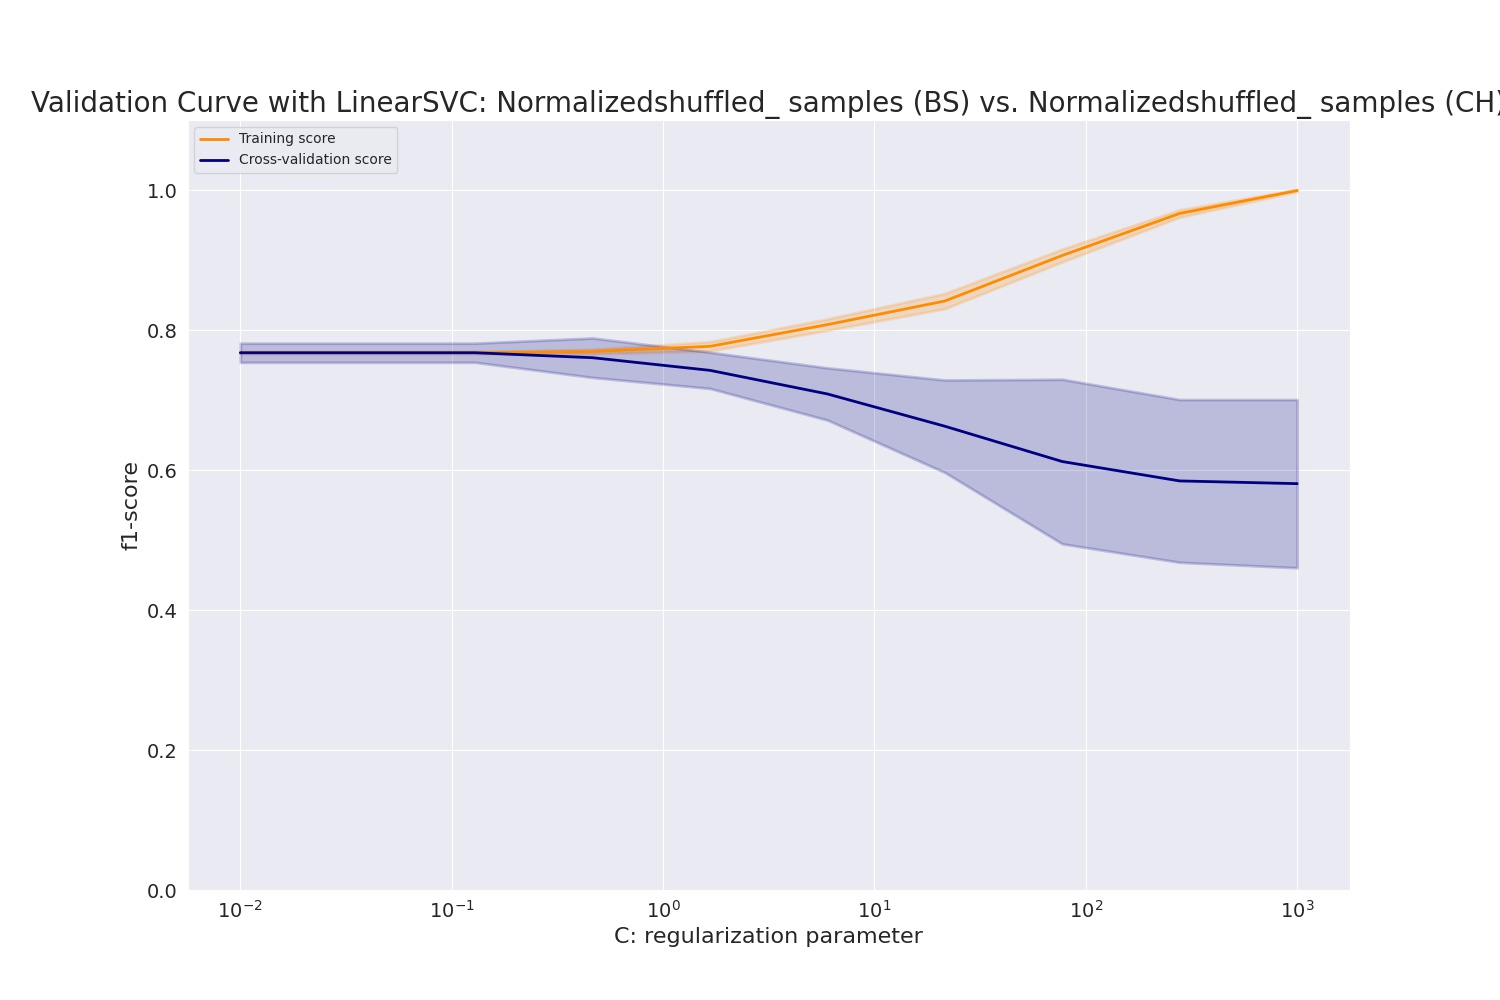 Validation Curve with LinearSVC: Normalizedshuffled_ samples (BS) vs. Normalizedshuffled_ samples (CH)
Training score
Cross-validation score
1.0
0.8
0.6
0.4
0.2
0.0
f1-score
10⁻² 10⁻¹ 10⁰ 10¹ 10² 10³
C: regularization parameter